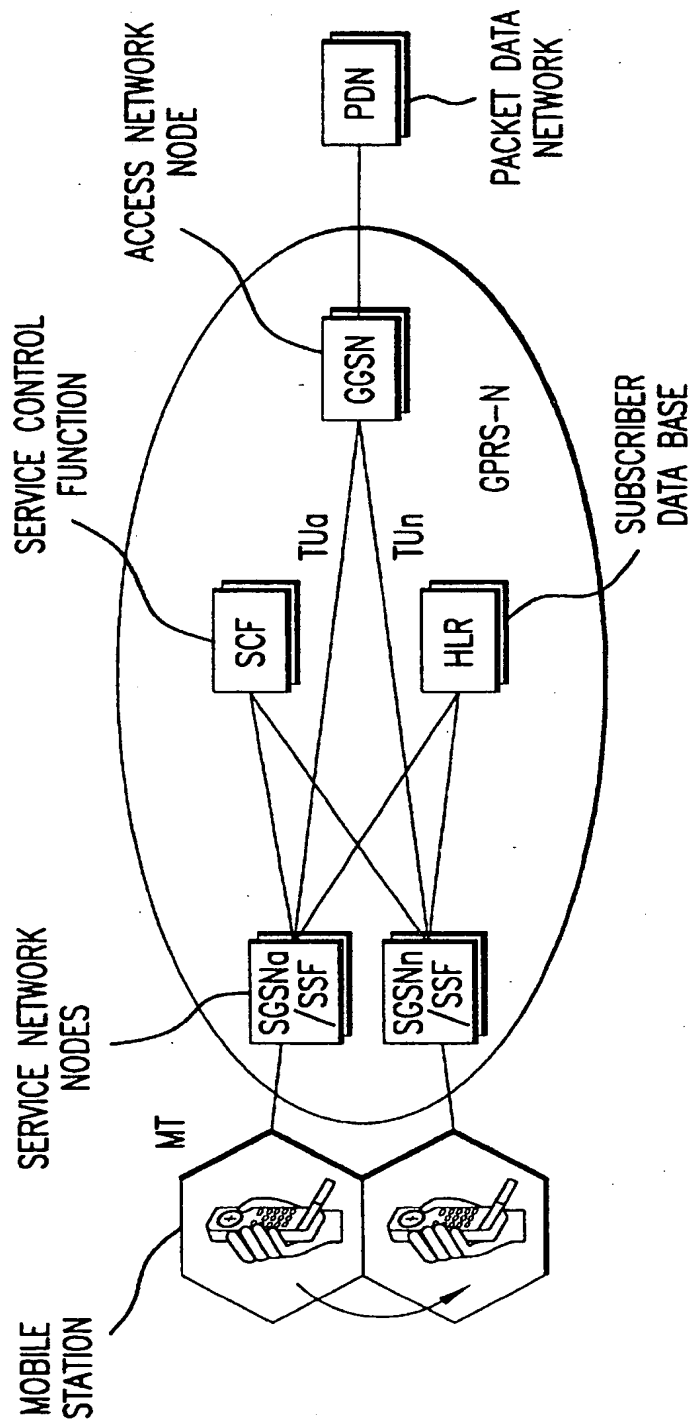 MOBILE
STATION
MT
SERVICE NETWORK
NODES
SGSNa
/SSF
SGSNn
/SSF
SERVICE CONTROL
FUNCTION
SCF
HLR
SUBSCRIBER
DATA BASE
TUa
TUn
GPRS-N
ACCESS NETWORK
NODE
GGSN
PDN
PACKET DATA
NETWORK